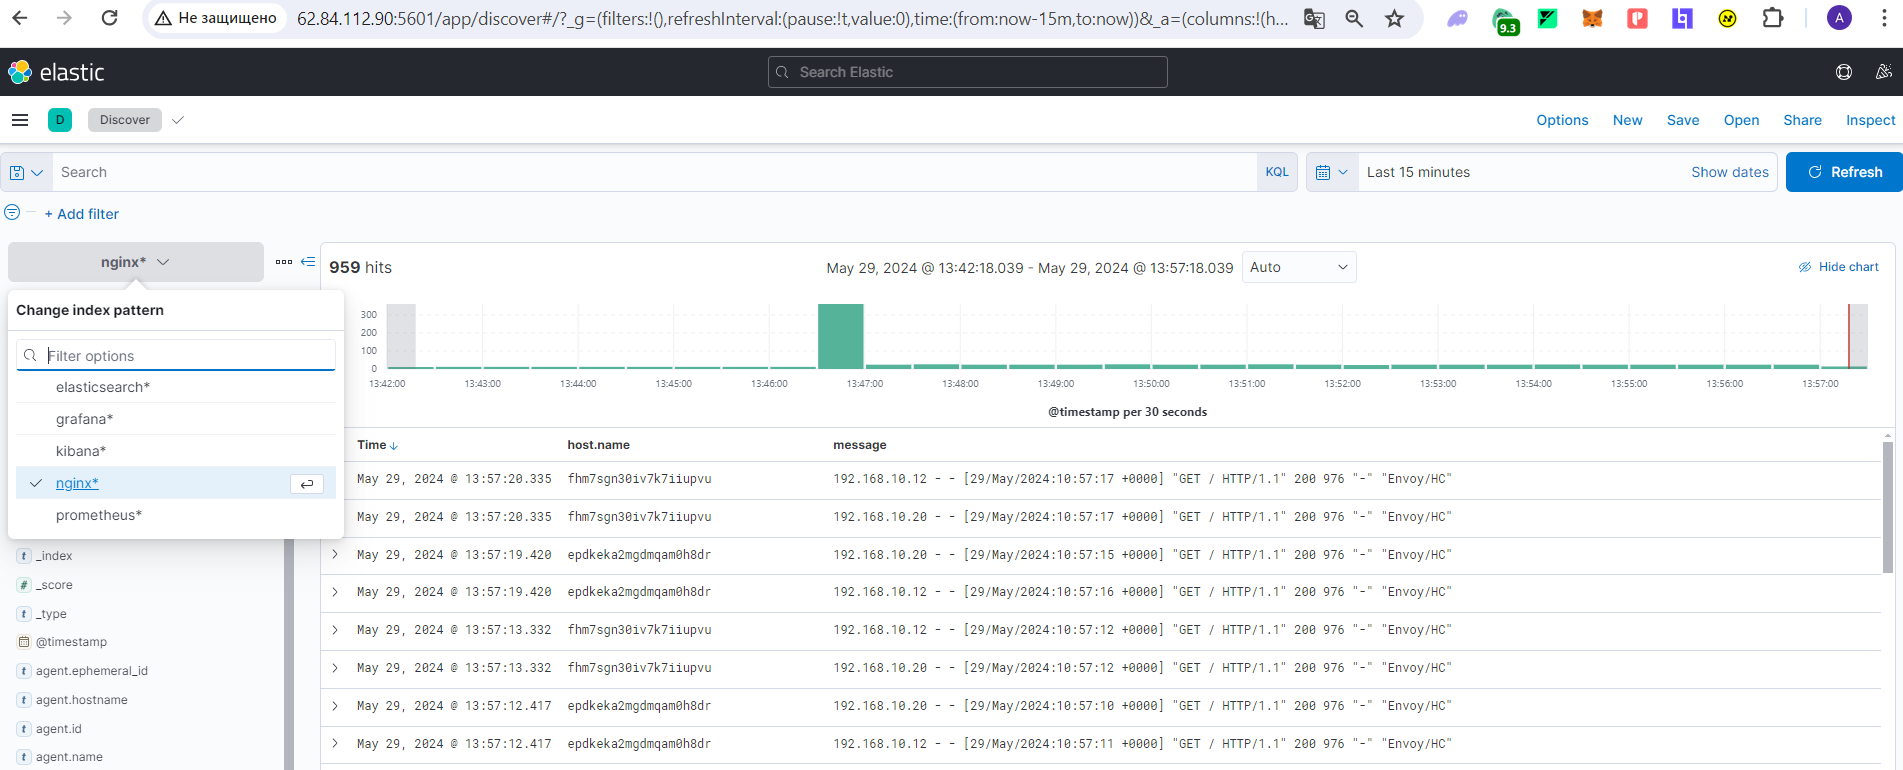 Не защищено 62.84.112.90:5601/app/discover#/?_g=(filters:!(),refreshInterval:(pause:!t,value:0),time:(from:now-15m,to:now))&_a=(columns:!(h... 9.3 A
elastic Search Elastic
D Discover Options New Save Open Share Inspect
Search KQL Last 15 minutes Show dates Refresh
+ Add filter
nginx* 959 hits May 29, 2024 @ 13:42:18.039 - May 29, 2024 @ 13:57:18.039 Auto Hide chart
Change index pattern
Filter options
elasticsearch*
grafana*
kibana*
nginx*
prometheus*
_index
_score
_type
@timestamp
agent.ephemeral_id
agent.hostname
agent.id
agent.name
300
200
100
0
13:42:00 13:43:00 13:44:00 13:45:00 13:46:00 13:47:00 13:48:00 13:49:00 13:50:00 13:51:00 13:52:00 13:53:00 13:54:00 13:55:00 13:56:00 13:57:00
@timestamp per 30 seconds
Time host.name message
May 29, 2024 @ 13:57:20.335 fhm7sgn30iv7k7iiupvu 192.168.10.12 - - [29/May/2024:10:57:17 +0000] "GET / HTTP/1.1" 200 976 "-" "Envoy/HC"
May 29, 2024 @ 13:57:20.335 fhm7sgn30iv7k7iiupvu 192.168.10.20 - - [29/May/2024:10:57:17 +0000] "GET / HTTP/1.1" 200 976 "-" "Envoy/HC"
May 29, 2024 @ 13:57:19.420 epdkeka2mgdmqam0h8dr 192.168.10.20 - - [29/May/2024:10:57:15 +0000] "GET / HTTP/1.1" 200 976 "-" "Envoy/HC"
May 29, 2024 @ 13:57:19.420 epdkeka2mgdmqam0h8dr 192.168.10.12 - - [29/May/2024:10:57:16 +0000] "GET / HTTP/1.1" 200 976 "-" "Envoy/HC"
May 29, 2024 @ 13:57:13.332 fhm7sgn30iv7k7iiupvu 192.168.10.12 - - [29/May/2024:10:57:12 +0000] "GET / HTTP/1.1" 200 976 "-" "Envoy/HC"
May 29, 2024 @ 13:57:13.332 fhm7sgn30iv7k7iiupvu 192.168.10.20 - - [29/May/2024:10:57:12 +0000] "GET / HTTP/1.1" 200 976 "-" "Envoy/HC"
May 29, 2024 @ 13:57:12.417 epdkeka2mgdmqam0h8dr 192.168.10.20 - - [29/May/2024:10:57:10 +0000] "GET / HTTP/1.1" 200 976 "-" "Envoy/HC"
May 29, 2024 @ 13:57:12.417 epdkeka2mgdmqam0h8dr 192.168.10.12 - - [29/May/2024:10:57:11 +0000] "GET / HTTP/1.1" 200 976 "-" "Envoy/HC"